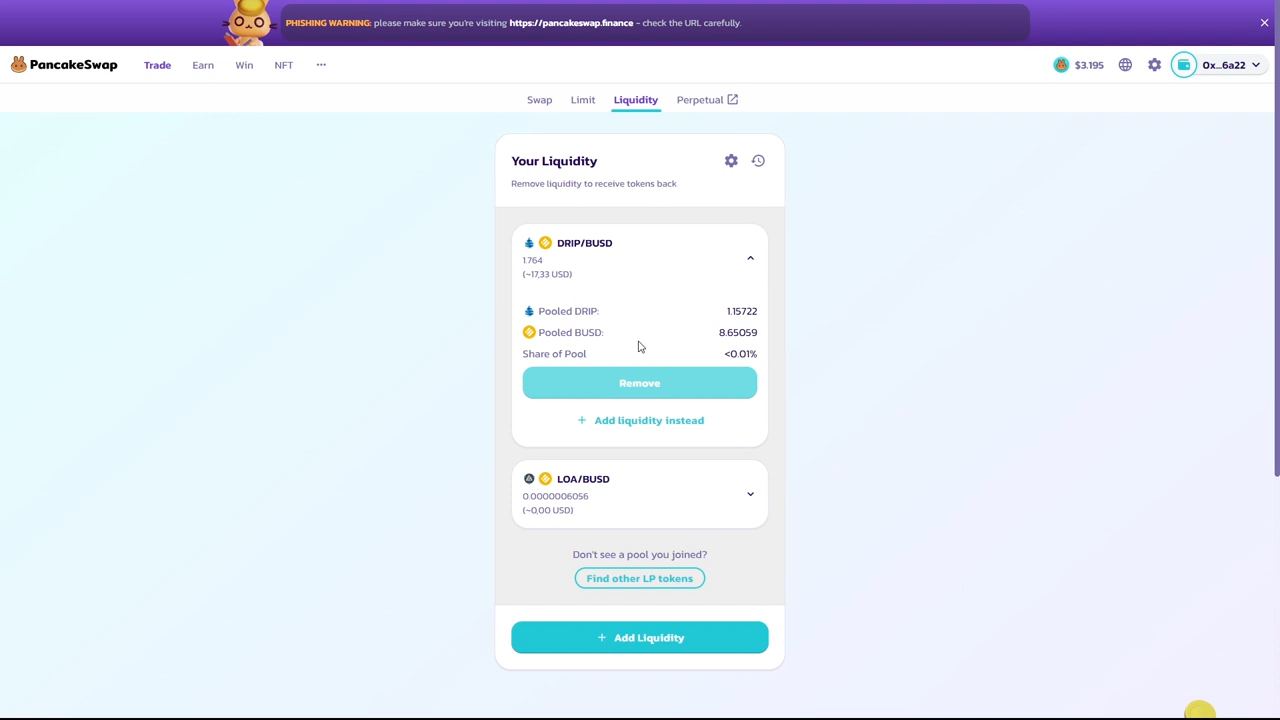 PHISHING WARNING: please make sure you're visiting https://pancakeswap.finance - check the URL carefully.
PancakeSwap Trade Earn Win NFT ... $3.195 0x...6a22
Swap Limit Liquidity Perpetual
Your Liquidity
Remove liquidity to receive tokens back
DRIP/BUSD
1.764
(~17,33 USD)
Pooled DRIP: 1.15722
Pooled BUSD: 8.65059
Share of Pool <0.01%
Remove
+ Add liquidity instead
LOA/BUSD
0.0000006056
(~0,00 USD)
Don't see a pool you joined?
Find other LP tokens
+ Add Liquidity